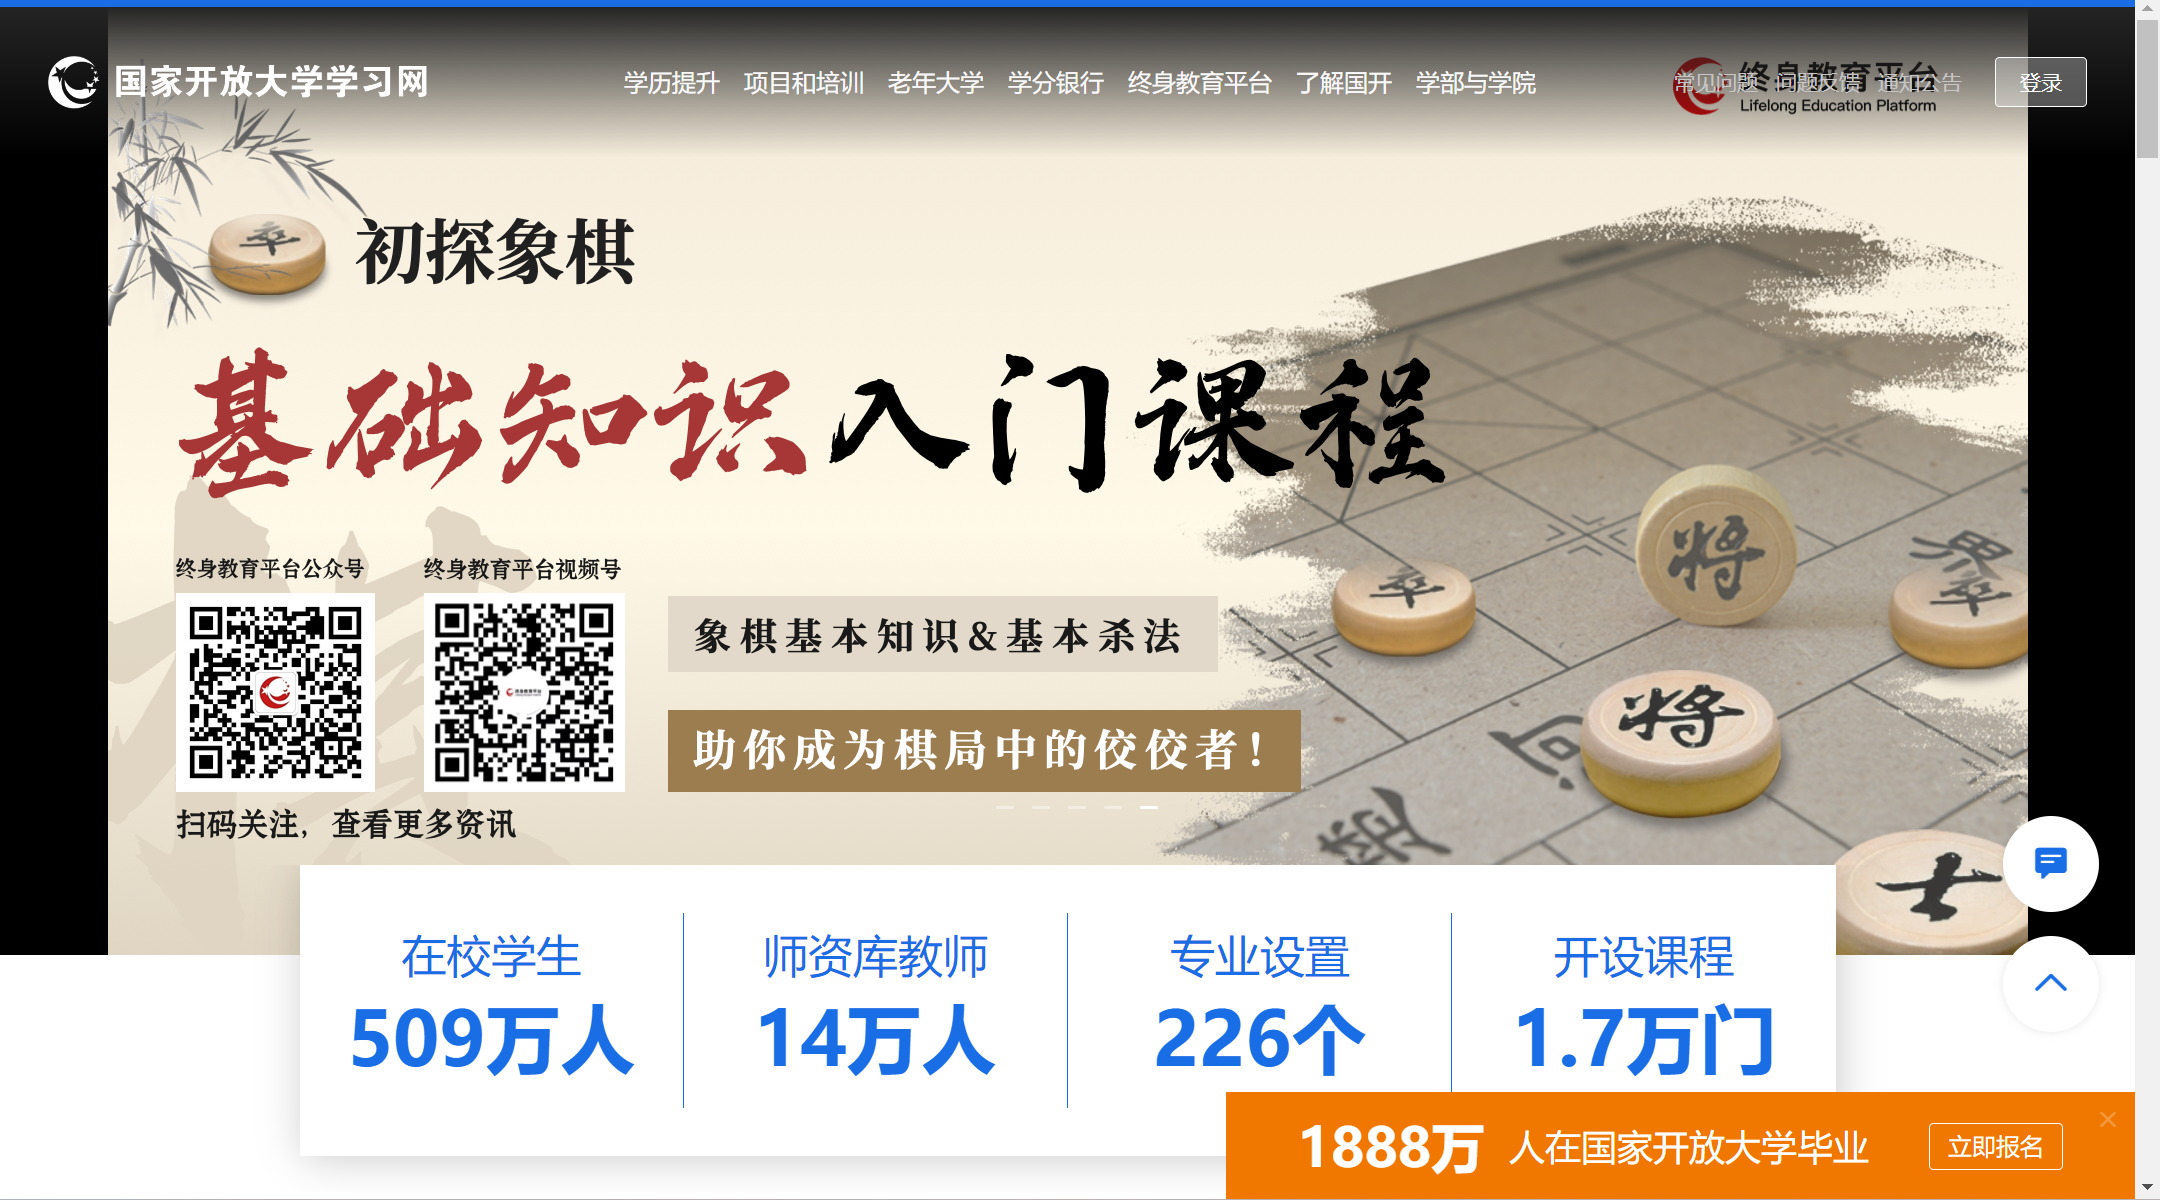 国家开放大学学习网
学历提升 项目和培训 老年大学 学分银行 终身教育平台 了解国开 学部与学院
常见问题 问题反馈 通知公告
登录
终身教育平台
Lifelong Education Platform
卒
初探象棋
基础知识入门课程
将
卒
界
卒
将
士
终身教育平台公众号
终身教育平台视频号
象棋基本知识&基本杀法
助你成为棋局中的佼佼者！
扫码关注，查看更多资讯
在校学生
509万人
师资库教师
14万人
专业设置
226个
开设课程
1.7万门
1888万 人在国家开放大学毕业
立即报名